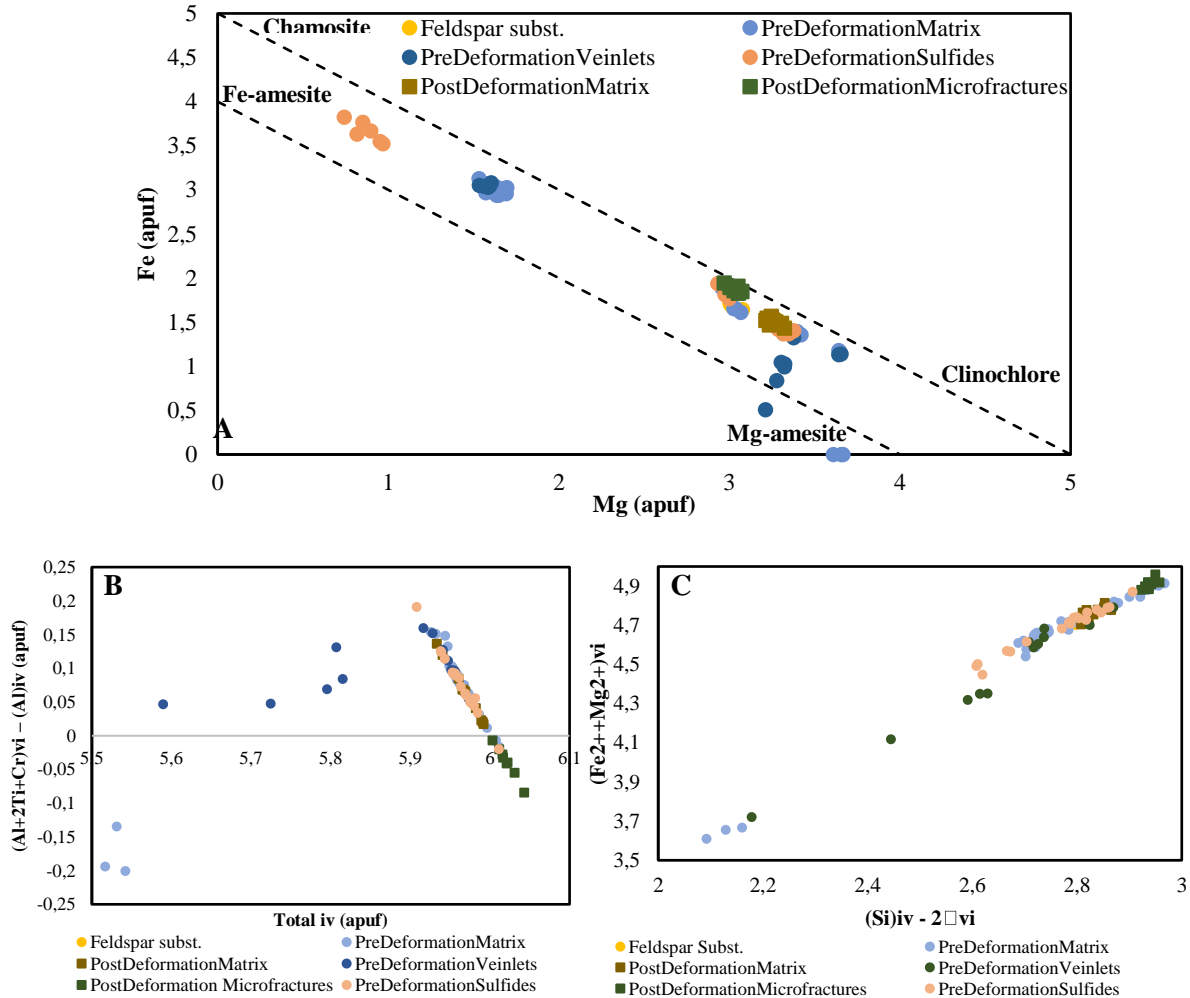 5
4,5
4
3,5
3
2,5
2
1,5
1
0,5
0
Fe (apuf)
Chamosite
Fe-amesite
Clinochlore
Mg-amesite
A
Feldspar subst.
PreDeformationMatrix
PreDeformationVeinlets
PreDeformationSulfides
PostDeformationMatrix
PostDeformationMicrofractures
0 1 2 3 4 5
Mg (apuf)
B
0,25
0,2
0,15
0,1
0,05
0
-0,05
-0,1
-0,15
-0,2
-0,25
(Al+2Ti+Cr)vi – (Al)iv (apuf)
5,5 5,6 5,7 5,8 5,9 6,0 6,1
Total iv (apuf)
Feldspar subst.
PreDeformationMatrix
PostDeformationMatrix
PreDeformationVeinlets
PostDeformation Microfractures
PreDeformationSulfides
C
4,9
4,7
4,5
4,3
4,1
3,9
3,7
3,5
(Fe2++Mg2+)vi
2 2,2 2,4 2,6 2,8 3
(Si)iv - 2□vi
Feldspar Subst.
PreDeformationMatrix
PostDeformationMatrix
PreDeformationVeinlets
PostDeformationMicrofractures
PreDeformationSulfides